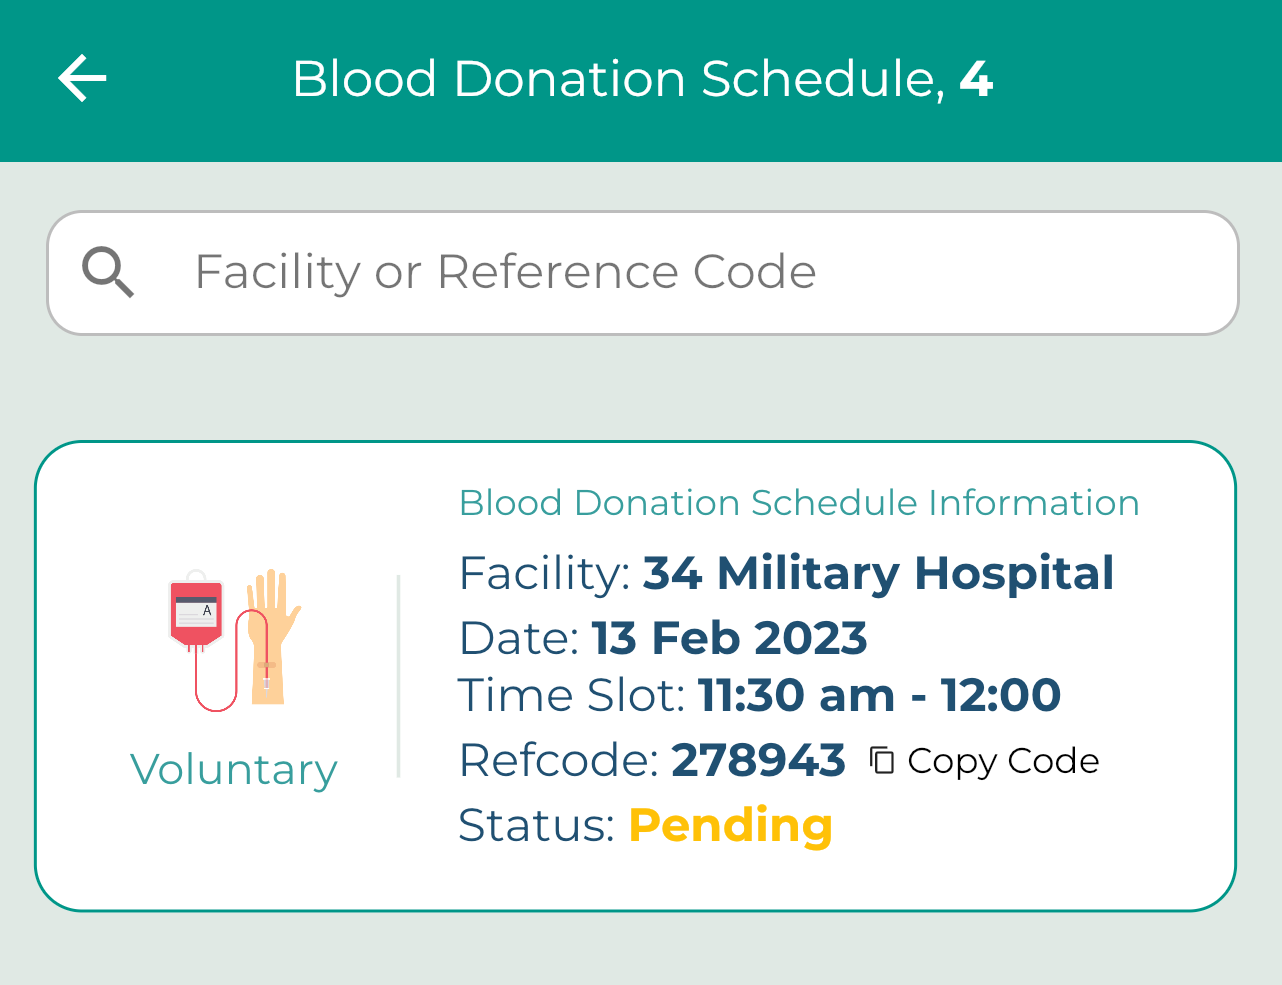 Blood Donation Schedule, 4
Facility or Reference Code
Blood Donation Schedule Information
Facility: 34 Military Hospital
Date: 13 Feb 2023
Time Slot: 11:30 am - 12:00
Refcode: 278943 Copy Code
Status: Pending
A
Voluntary